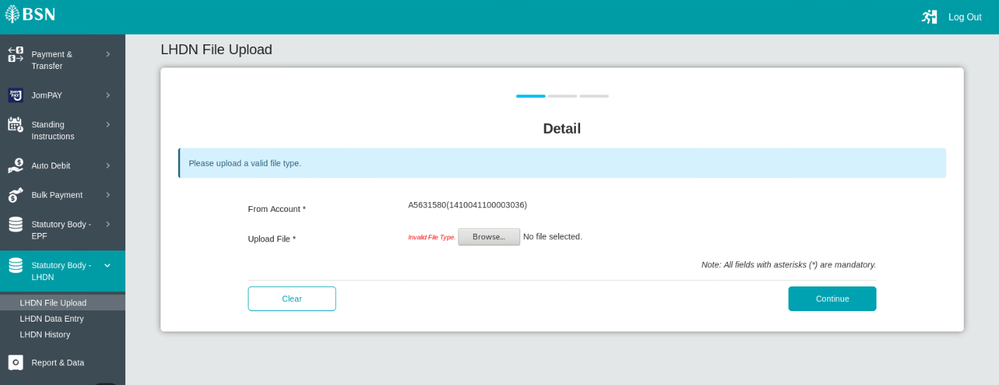 BSN
Log Out
Payment &
Transfer
JomPAY
Standing
Instructions
Auto Debit
Bulk Payment
Statutory Body -
EPF
Statutory Body -
LHDN
LHDN File Upload
LHDN Data Entry
LHDN History
Report & Data
LHDN File Upload
Detail
Please upload a valid file type.
From Account * A5631580(1410041100003036)
Upload File * Invalid File Type. Browse... No file selected.
Note: All fields with asterisks (*) are mandatory.
Clear Continue